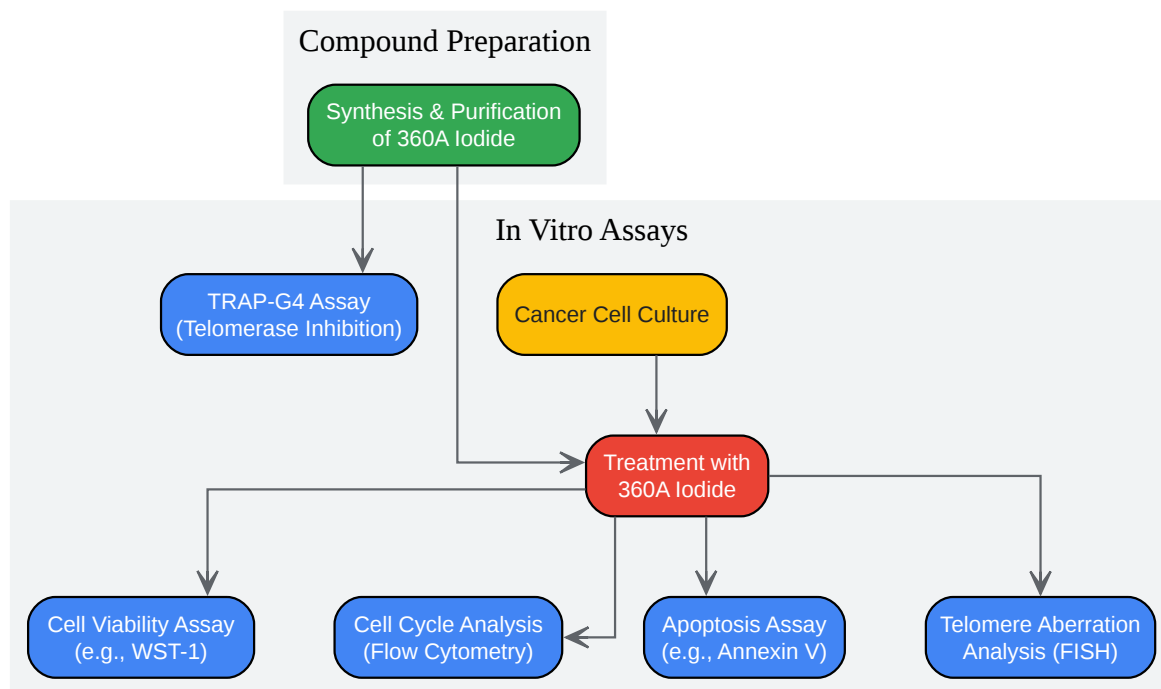 Compound Preparation
Synthesis & Purification
of 360A Iodide
In Vitro Assays
TRAP-G4 Assay
(Telomerase Inhibition)
Cancer Cell Culture
Treatment with
360A Iodide
Cell Viability Assay
(e.g., WST-1)
Cell Cycle Analysis
(Flow Cytometry)
Apoptosis Assay
(e.g., Annexin V)
Telomere Aberration
Analysis (FISH)